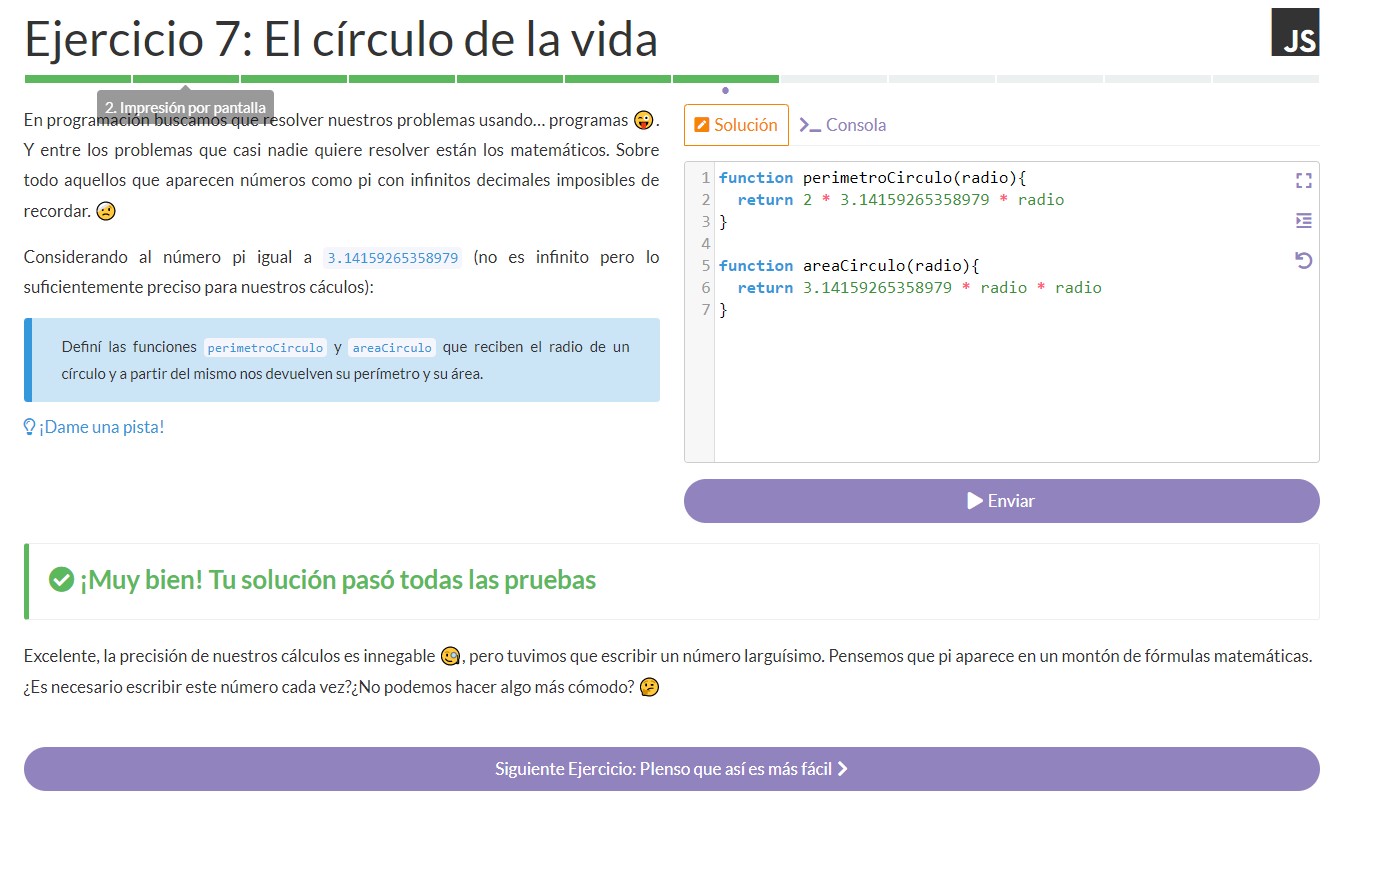 Ejercicio 7: El círculo de la vida
JS
2. Impresión por pantalla
En programación buscamos que resolver nuestros problemas usando... programas 😜.
Y entre los problemas que casi nadie quiere resolver están los matemáticos. Sobre
todo aquellos que aparecen números como pi con infinitos decimales imposibles de
recordar. 🤕
Considerando al número pi igual a 3.14159265358979 (no es infinito pero lo
suficientemente preciso para nuestros cáculos):
Definí las funciones perimetroCirculo y areaCirculo que reciben el radio de un
círculo y a partir del mismo nos devuelven su perímetro y su área.
¡Dame una pista!
Solución
Consola
1 function perimetroCirculo(radio){
2 return 2 * 3.14159265358979 * radio
3 }
4
5 function areaCirculo(radio){
6 return 3.14159265358979 * radio * radio
7 }
Enviar
¡Muy bien! Tu solución pasó todas las pruebas
Excelente, la precisión de nuestros cálculos es innegable 🧐, pero tuvimos que escribir un número larguísimo. Pensemos que pi aparece en un montón de fórmulas matemáticas.
¿Es necesario escribir este número cada vez?¿No podemos hacer algo más cómodo? 🤔
Siguiente Ejercicio: PIenso que así es más fácil